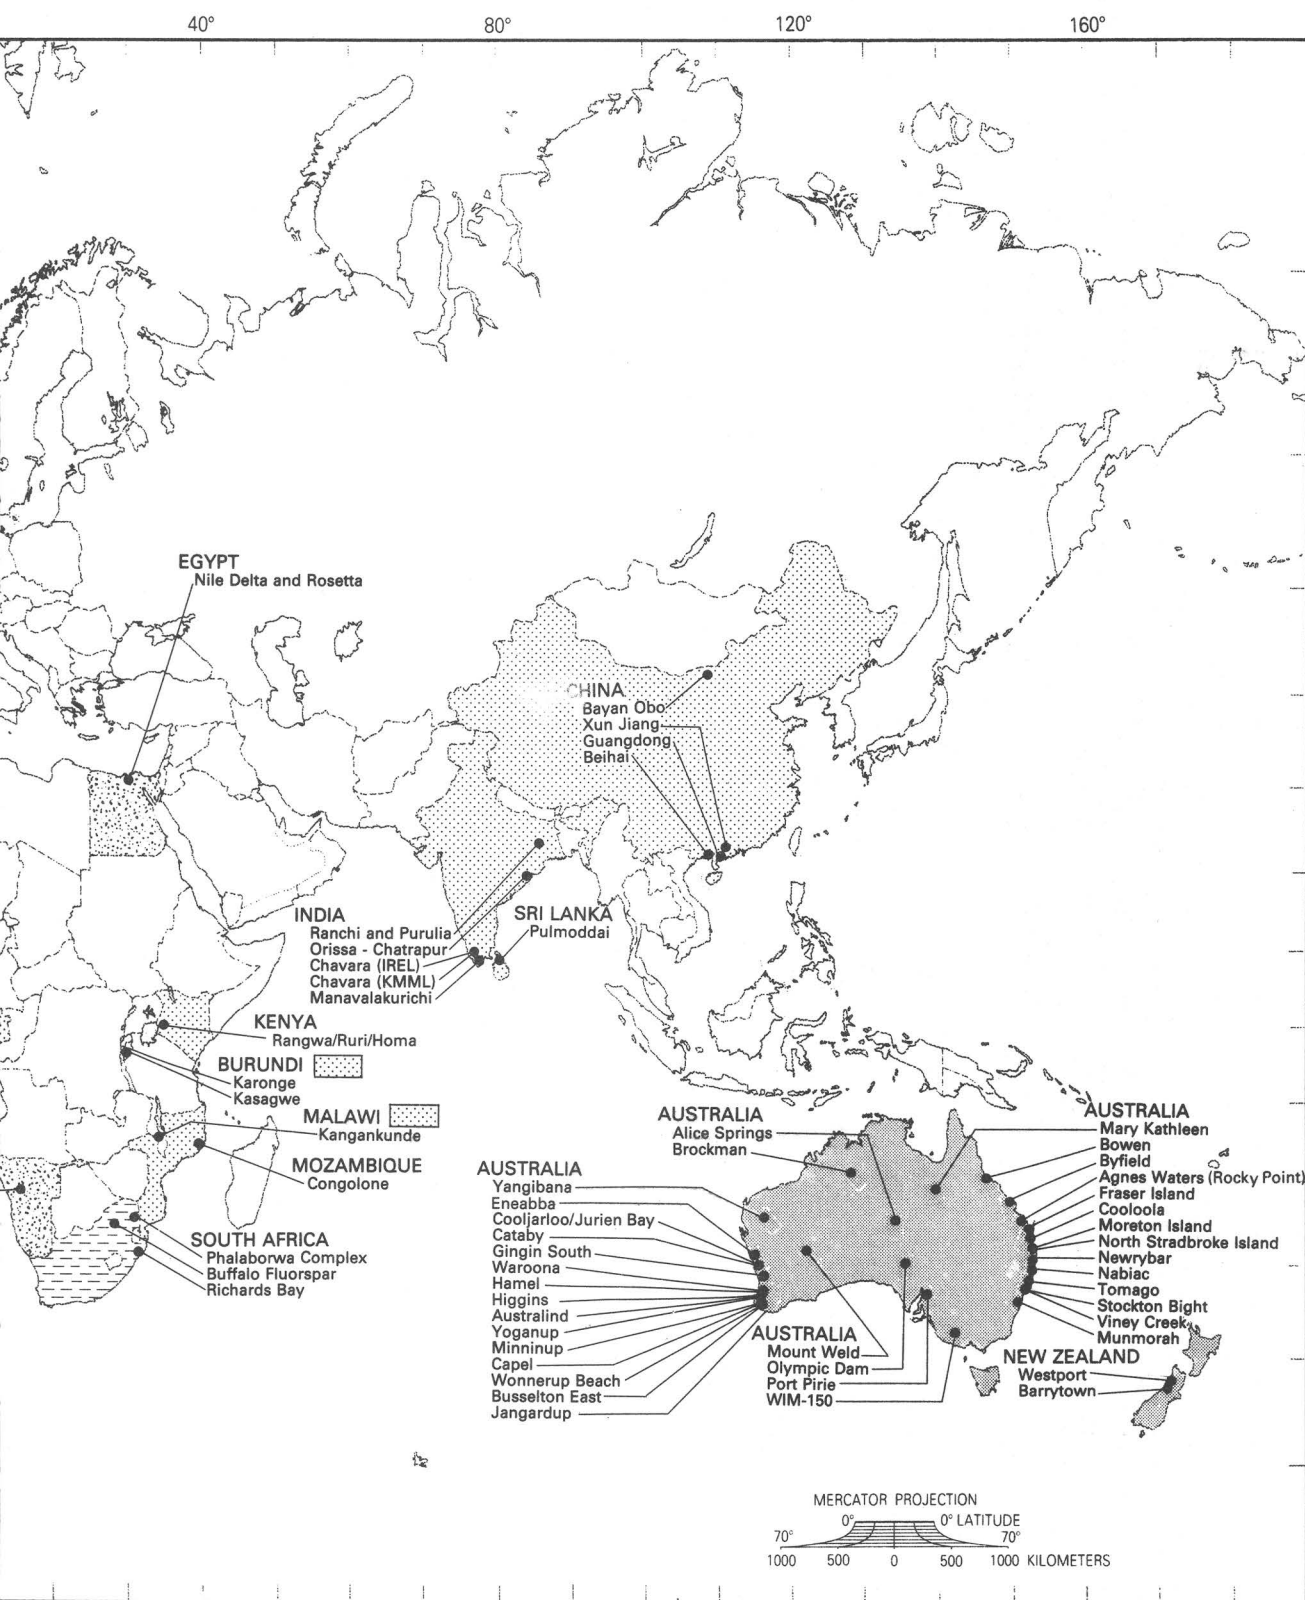 40°
80°
120°
160°
EGYPT
Nile Delta and Rosetta
CHINA
Bayan Obo
Xun Jiang
Guangdong
Beihai
INDIA
Ranchi and Purulia
Orissa - Chatrapur
Chavara (IREL)
Chavara (KMML)
Manavalakurichi
SRI LANKA
Pulmoddai
KENYA
Rangwa/Ruri/Homa
BURUNDI
Karonge
Kasagwe
MALAWI
Kangankunde
MOZAMBIQUE
Congolone
SOUTH AFRICA
Phalaborwa Complex
Buffalo Fluorspar
Richards Bay
AUSTRALIA
Alice Springs
Brockman
AUSTRALIA
Yangibana
Eneabba
Cooljarloo/Jurien Bay
Cataby
Gingin South
Waroona
Hamel
Higgins
Australind
Yoganup
Minninup
Capel
Wonnerup Beach
Busselton East
Jangardup
AUSTRALIA
Mount Weld
Olympic Dam
Port Pirie
WIM-150
AUSTRALIA
Mary Kathleen
Bowen
Byfield
Agnes Waters (Rocky Point)
Fraser Island
Cooloola
Moreton Island
North Stradbroke Island
Newrybar
Nabiac
Tomago
Stockton Bight
Viney Creek
Munmorah
NEW ZEALAND
Westport
Barrytown
MERCATOR PROJECTION
0° 0° LATITUDE
70° 70°
1000 500 0 500 1000 KILOMETERS